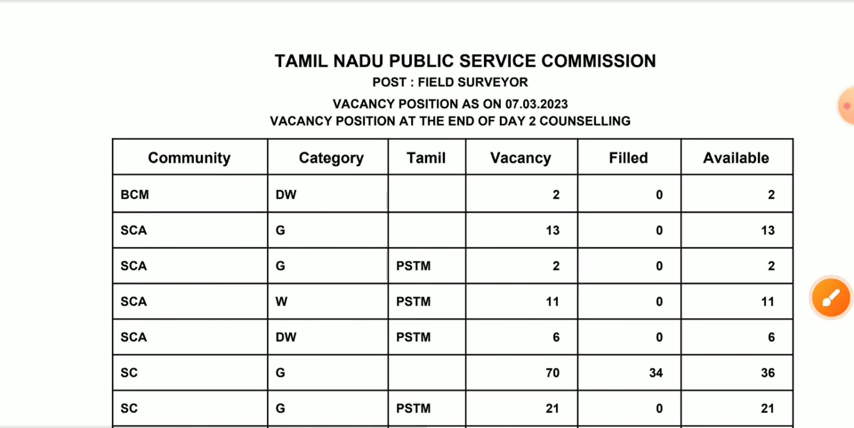 TAMIL NADU PUBLIC SERVICE COMMISSION
POST : FIELD SURVEYOR
VACANCY POSITION AS ON 07.03.2023
VACANCY POSITION AT THE END OF DAY 2 COUNSELLING
Community Category Tamil Vacancy Filled Available
BCM DW 2 0 2
SCA G 13 0 13
SCA G PSTM 2 0 2
SCA W PSTM 11 0 11
SCA DW PSTM 6 0 6
SC G 70 34 36
SC G PSTM 21 0 21